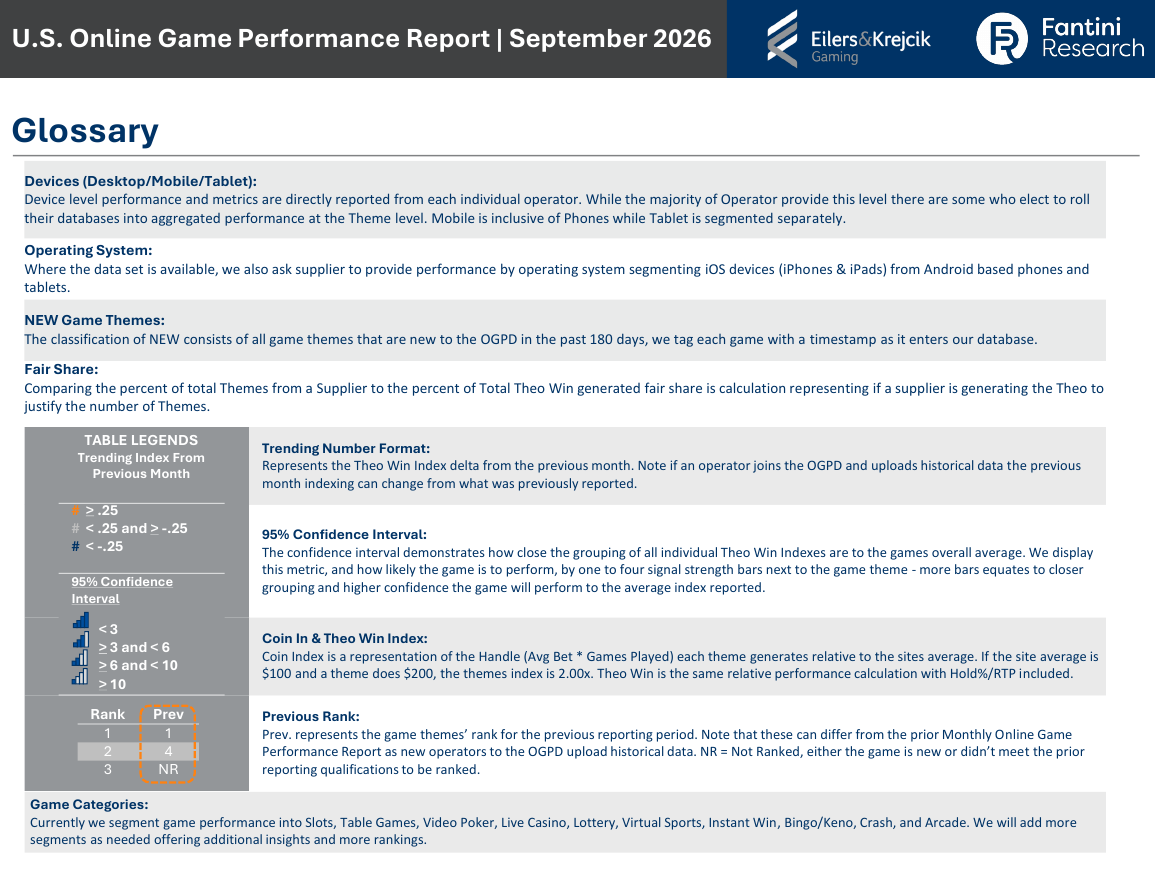 U.S. Online Game Performance Report | September 2026
Eilers&Krejcik
Gaming
Fantini
Research
Glossary
Devices (Desktop/Mobile/Tablet):
Device level performance and metrics are directly reported from each individual operator. While the majority of Operator provide this level there are some who elect to roll
their databases into aggregated performance at the Theme level. Mobile is inclusive of Phones while Tablet is segmented separately.
Operating System:
Where the data set is available, we also ask supplier to provide performance by operating system segmenting iOS devices (iPhones & iPads) from Android based phones and
tablets.
NEW Game Themes:
The classification of NEW consists of all game themes that are new to the OGPD in the past 180 days, we tag each game with a timestamp as it enters our database.
Fair Share:
Comparing the percent of total Themes from a Supplier to the percent of Total Theo Win generated fair share is calculation representing if a supplier is generating the Theo to
justify the number of Themes.
TABLE LEGENDS
Trending Index From
Previous Month
# ≥ .25
# < .25 and ≥ -.25
# < -.25
95% Confidence
Interval
< 3
≥ 3 and < 6
≥ 6 and < 10
≥ 10
Rank Prev
1 1
2 4
3 NR
Trending Number Format:
Represents the Theo Win Index delta from the previous month. Note if an operator joins the OGPD and uploads historical data the previous
month indexing can change from what was previously reported.
95% Confidence Interval:
The confidence interval demonstrates how close the grouping of all individual Theo Win Indexes are to the games overall average. We display
this metric, and how likely the game is to perform, by one to four signal strength bars next to the game theme - more bars equates to closer
grouping and higher confidence the game will perform to the average index reported.
Coin In & Theo Win Index:
Coin Index is a representation of the Handle (Avg Bet * Games Played) each theme generates relative to the sites average. If the site average is
$100 and a theme does $200, the themes index is 2.00x. Theo Win is the same relative performance calculation with Hold%/RTP included.
Previous Rank:
Prev. represents the game themes’ rank for the previous reporting period. Note that these can differ from the prior Monthly Online Game
Performance Report as new operators to the OGPD upload historical data. NR = Not Ranked, either the game is new or didn’t meet the prior
reporting qualifications to be ranked.
Game Categories:
Currently we segment game performance into Slots, Table Games, Video Poker, Live Casino, Lottery, Virtual Sports, Instant Win, Bingo/Keno, Crash, and Arcade. We will add more
segments as needed offering additional insights and more rankings.